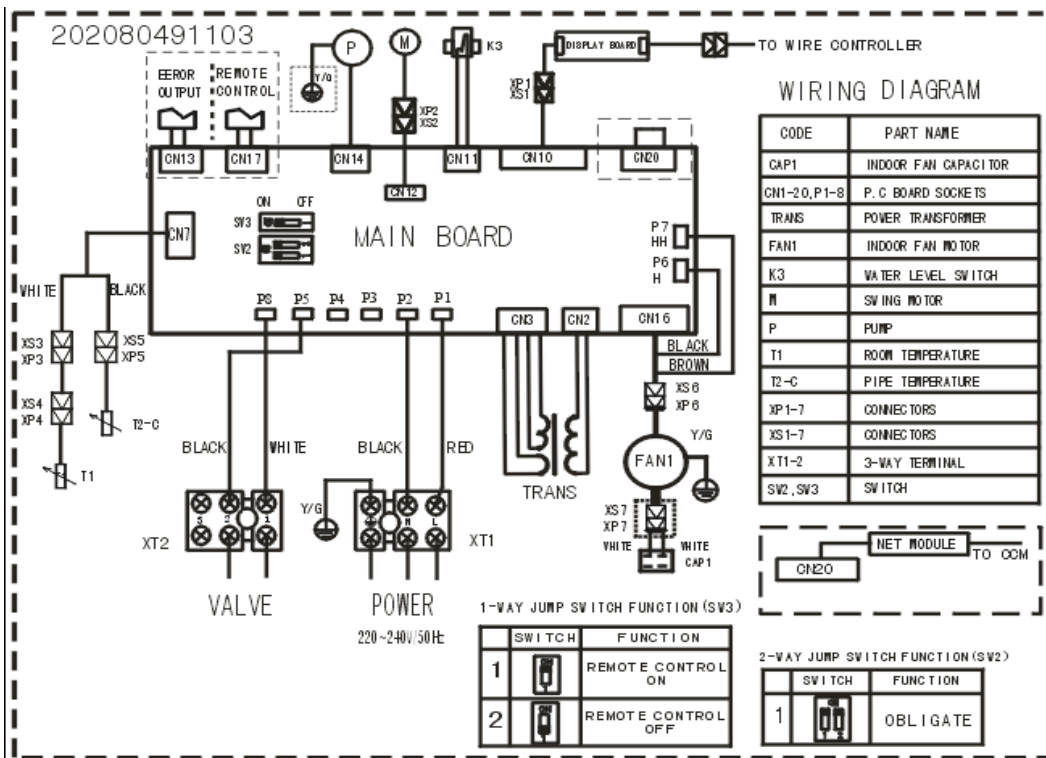 202080491103
EEROR OUTPUT
REMOTE CONTROL
Y/G
P
M
K3
DISPLAY BOARD
TO WIRE CONTROLLER
XP1
XS1
XP2
XS2
WIRING DIAGRAM
CN13
CN17
CN14
CN11
CN10
CN20
CN12
CN7
ON OFF
SW3
SW2
MAIN BOARD
P7
HH
P6
H
P8 P5 P4 P3 P2 P1
CN3
CN2
CN16
WHITE
BLACK
XS3
XP3
XS5
XP5
XS4
XP4
T2-C
T1
BLACK
WHITE
BLACK
RED
BLACK
BROWN
XS6
XP6
Y/G
FAN1
TRANS
XS7
XP7
WHITE
WHITE
CAP1
Y/G
3 2 1
XT2
N L
XT1
VALVE
POWER
220~240V/50Hz
CODE PART NAME
CAP1 INDOOR FAN CAPACITOR
CN1-20,P1-8 P.C BOARD SOCKETS
TRANS POWER TRANSFORMER
FAN1 INDOOR FAN MOTOR
K3 WATER LEVEL SWITCH
M SWING MOTOR
P PUMP
T1 ROOM TEMPERATURE
T2-C PIPE TEMPERATURE
XP1-7 CONNECTORS
XS1-7 CONNECTORS
XT1-2 3-WAY TERMINAL
SW2,SW3 SWITCH
NET MODULE
CN20
TO CCM
1-WAY JUMP SWITCH FUNCTION(SW3)
SWITCH FUNCTION
1 ON REMOTE CONTROL ON
2 ON REMOTE CONTROL OFF
2-WAY JUMP SWITCH FUNCTION(SW2)
SWITCH FUNCTION
1 ON 1 2 OBLIGATE